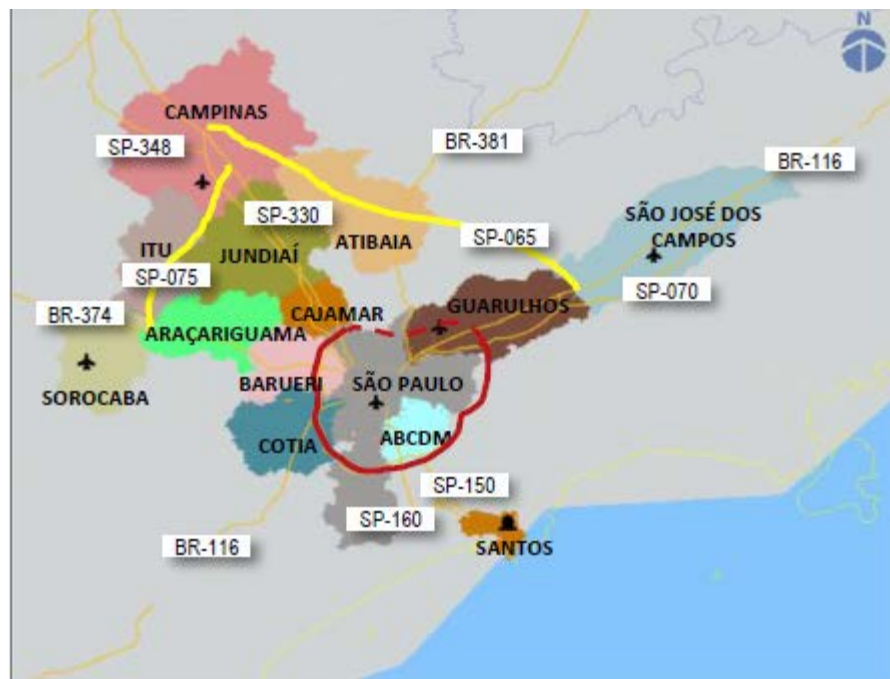 N
CAMPINAS
SP-348
BR-381
BR-116
SP-330
SÃO JOSÉ DOS
CAMPOS
ITU
JUNDIAÍ
ATIBAIA
SP-065
SP-075
SP-070
BR-374
ARAÇARIGUAMA
CAJAMAR
GUARULHOS
SOROCABA
BARUERI
SÃO PAULO
COTIA
ABCDM
SP-150
SP-160
BR-116
SANTOS